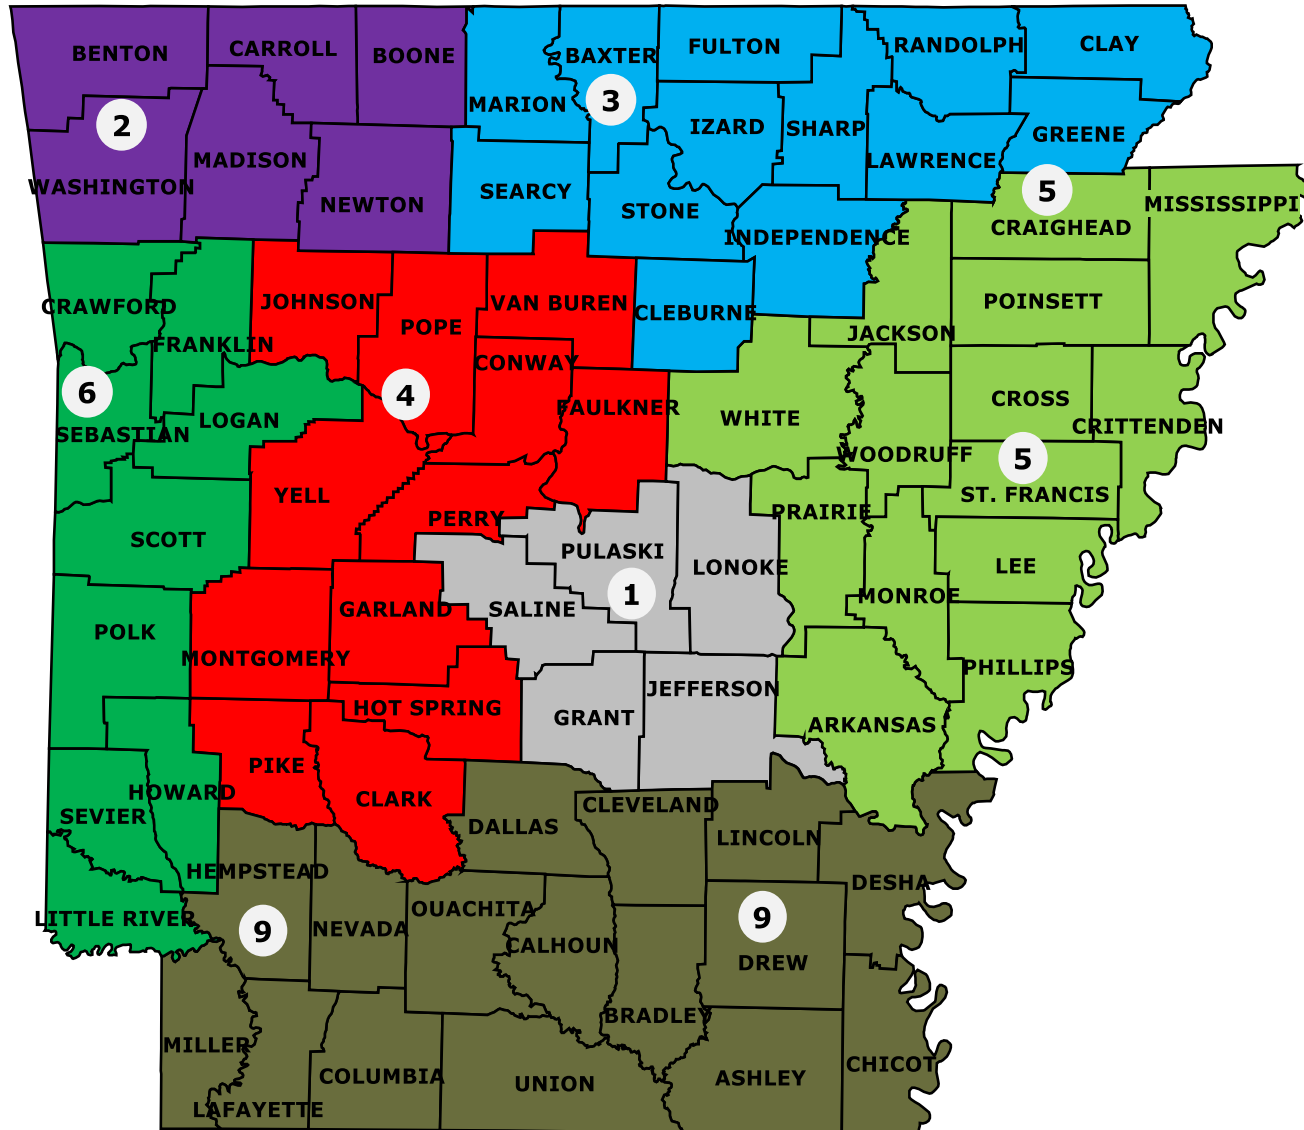 BENTON
CARROLL
BOONE
MARION
BAXTER
FULTON
RANDOLPH
CLAY
2
3
IZARD
SHARP
GREENE
WASHINGTON
MADISON
NEWTON
SEARCY
STONE
LAWRENCE
5
CRAIGHEAD
MISSISSIPPI
INDEPENDENCE
CRAWFORD
JOHNSON
POPE
VAN BUREN
CLEBURNE
JACKSON
POINSETT
FRANKLIN
CONWAY
6
4
LOGAN
FAULKNER
WHITE
CROSS
CRITTENDEN
SEBASTIAN
WOODRUFF
5
ST. FRANCIS
YELL
PERRY
PRAIRIE
SCOTT
PULASKI
LONOKE
LEE
1
SALINE
GARLAND
MONROE
POLK
MONTGOMERY
PHILLIPS
HOT SPRING
GRANT
JEFFERSON
ARKANSAS
PIKE
CLARK
HOWARD
SEVIER
DALLAS
CLEVELAND
LINCOLN
HEMPSTEAD
DESHA
LITTLE RIVER
9
NEVADA
OUACHITA
CALHOUN
9
DREW
BRADLEY
MILLER
LAFAYETTE
COLUMBIA
UNION
ASHLEY
CHICOT